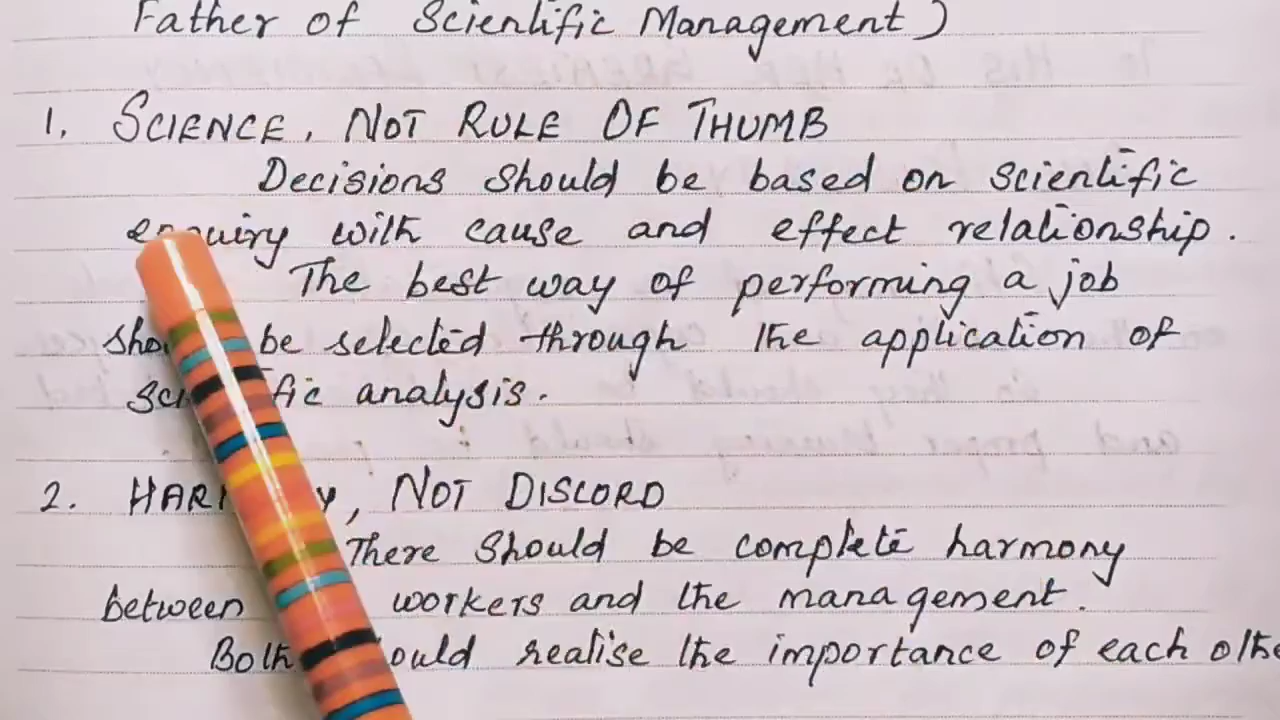 Father of Scientific Management)
1. SCIENCE, NOT RULE OF THUMB
Decisions should be based on scientific
enquiry with cause and effect relationship.
The best way of performing a job
be selected through the application of
analysis.
2. NOT DISCORD
There should be complete harmony
between workers and the management.
Both realise the importance of each